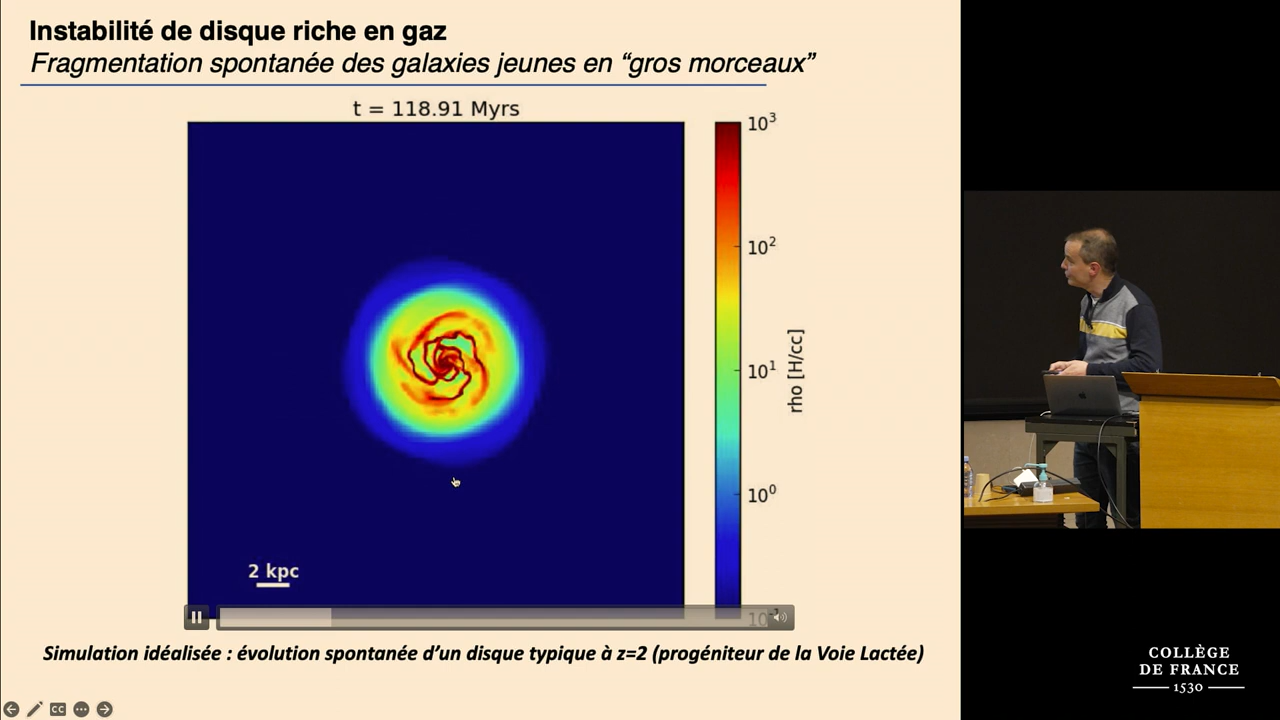 Instabilité de disque riche en gaz
Fragmentation spontanée des galaxies jeunes en “gros morceaux”
t = 118.91 Myrs
10³
10²
10¹
10⁰
rho [H/cc]
2 kpc
Simulation idéalisée : évolution spontanée d’un disque typique à z=2 (progéniteur de la Voie Lactée)
CC
COLLÈGE
DE FRANCE
1530